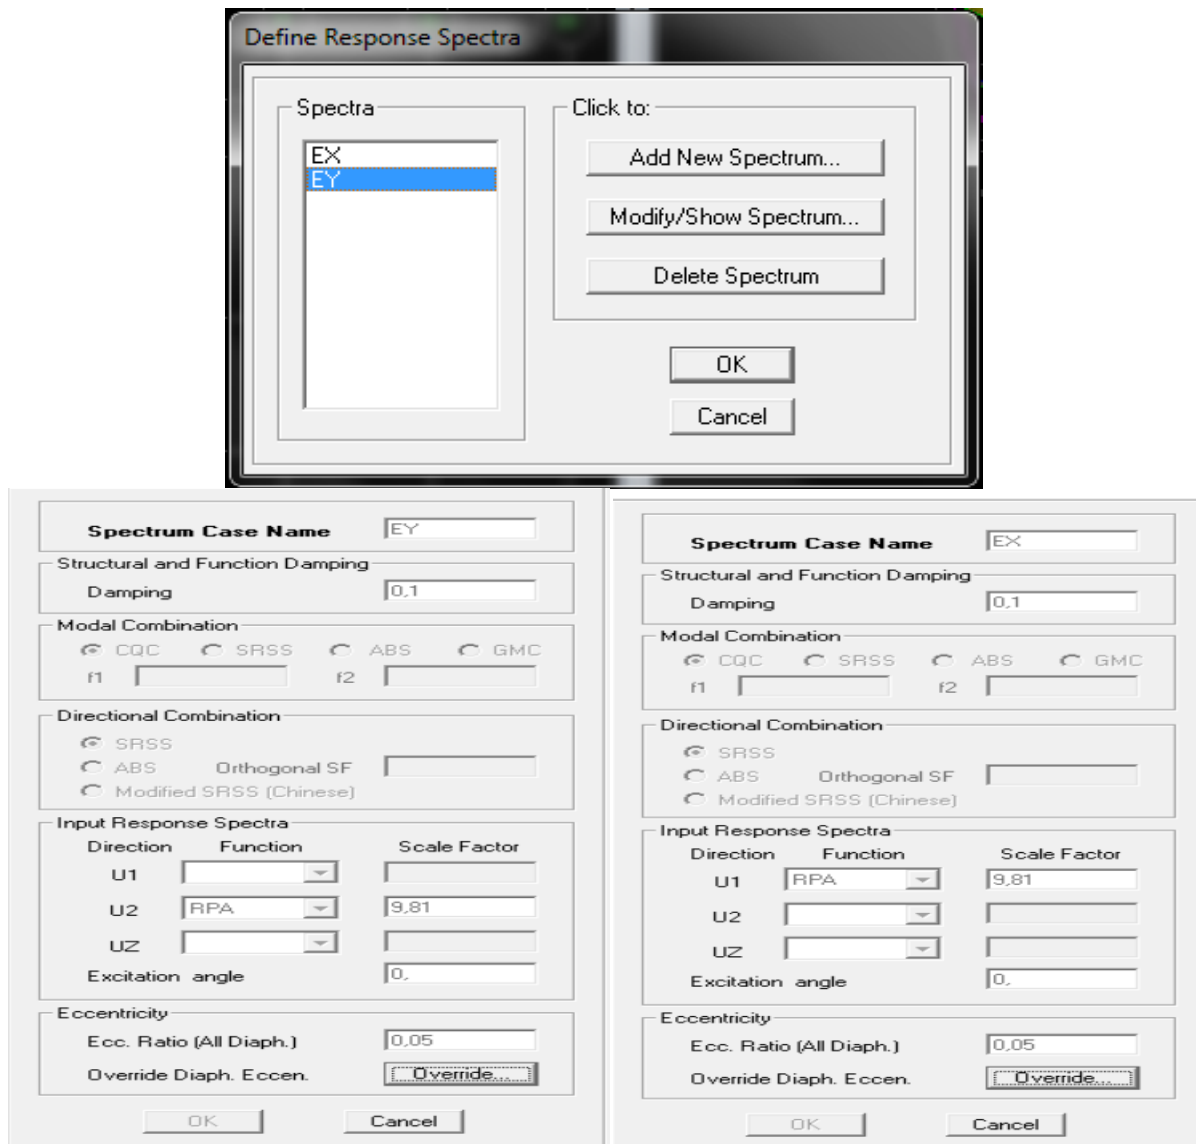 Define Response Spectra
Spectra
EX
EY
Click to:
Add New Spectrum...
Modify/Show Spectrum...
Delete Spectrum
OK
Cancel
Spectrum Case Name EY
Structural and Function Damping
Damping 0,1
Modal Combination
CQC SRSS ABS GMC
f1 f2
Directional Combination
SRSS
ABS Orthogonal SF
Modified SRSS (Chinese)
Input Response Spectra
Direction Function Scale Factor
U1
U2 RPA 9,81
UZ
Excitation angle 0,
Eccentricity
Ecc. Ratio (All Diaph.) 0,05
Override Diaph. Eccen. Override...
OK Cancel
Spectrum Case Name EX
Structural and Function Damping
Damping 0,1
Modal Combination
CQC SRSS ABS GMC
f1 f2
Directional Combination
SRSS
ABS Orthogonal SF
Modified SRSS (Chinese)
Input Response Spectra
Direction Function Scale Factor
U1 RPA 9,81
U2
UZ
Excitation angle 0,
Eccentricity
Ecc. Ratio (All Diaph.) 0,05
Override Diaph. Eccen. Override...
OK Cancel